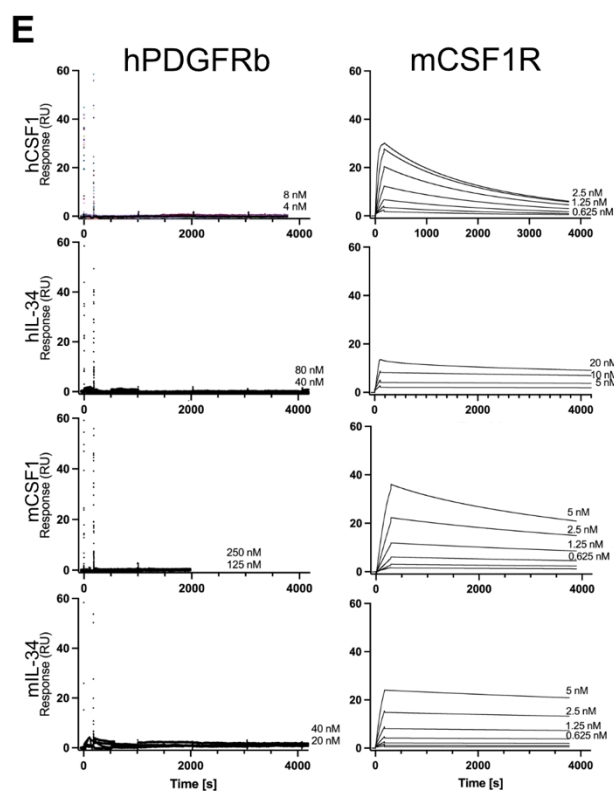 E
hPDGFRb
mCSF1R
hCSF1
Response (RU)
60
40
20
0
8 nM
4 nM
0
2000
4000
60
40
20
0
2.5 nM
1.25 nM
0.625 nM
0
1000
2000
3000
4000
hIL-34
Response (RU)
60
40
20
0
80 nM
40 nM
0
2000
4000
60
40
20
0
20 nM
10 nM
5 nM
0
2000
4000
mCSF1
Response (RU)
60
40
20
0
250 nM
125 nM
0
2000
4000
60
40
20
0
5 nM
2.5 nM
1.25 nM
0.625 nM
0
2000
4000
mIL-34
Response (RU)
60
40
20
0
40 nM
20 nM
0
2000
4000
Time [s]
60
40
20
0
5 nM
2.5 nM
1.25 nM
0.625 nM
0
2000
4000
Time [s]